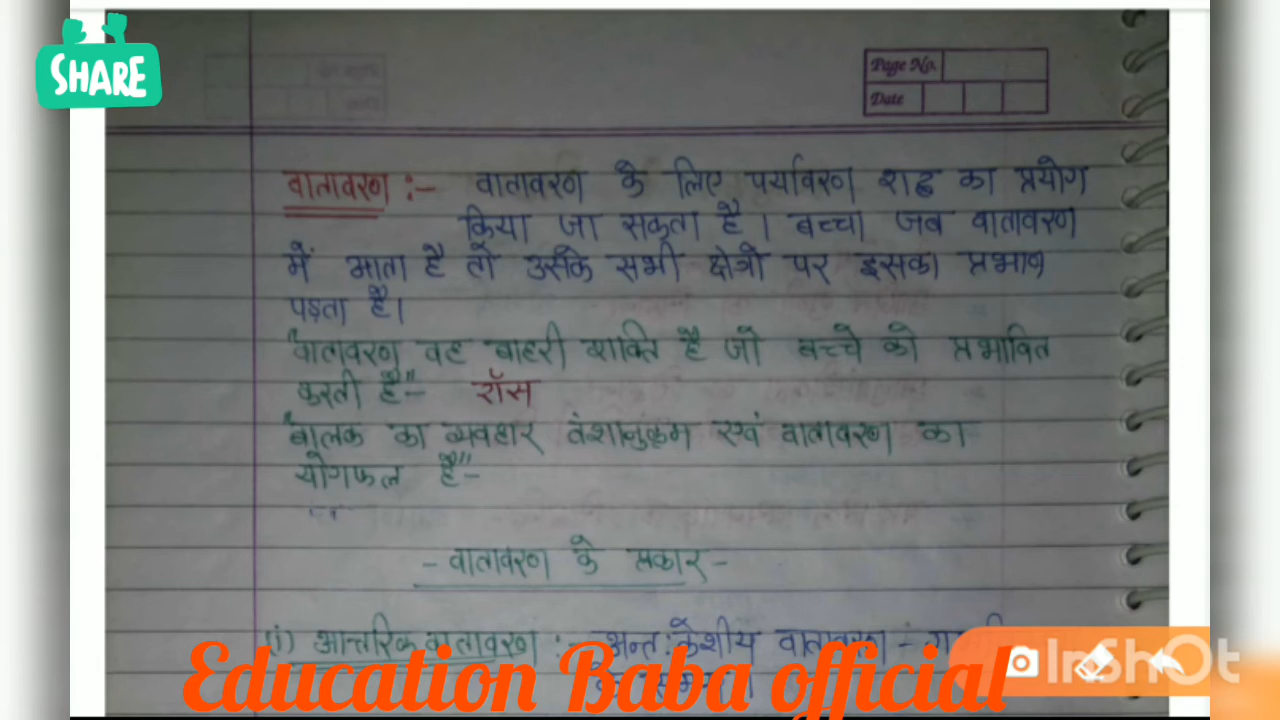 SHARE
Page No.
Date
वातावरण :- वातावरण के लिए पर्यावरण शब्द का प्रयोग
किया जा सकता है। बच्चा जब वातावरण
में आता है तो उसके सभी क्षेत्रों पर इसका प्रभाव
पड़ता है।
"वातावरण वह बाहरी शक्ति है जो बच्चे को प्रभावित
करती है"- रॉस
"बालक का व्यवहार वंशानुक्रम एवं वातावरण का
योगफल है"-
- वातावरण के प्रकार -
(i) आन्तरिक वातावरण :- अन्त:कोशीय वातावरण -
Education Baba official
InShOt